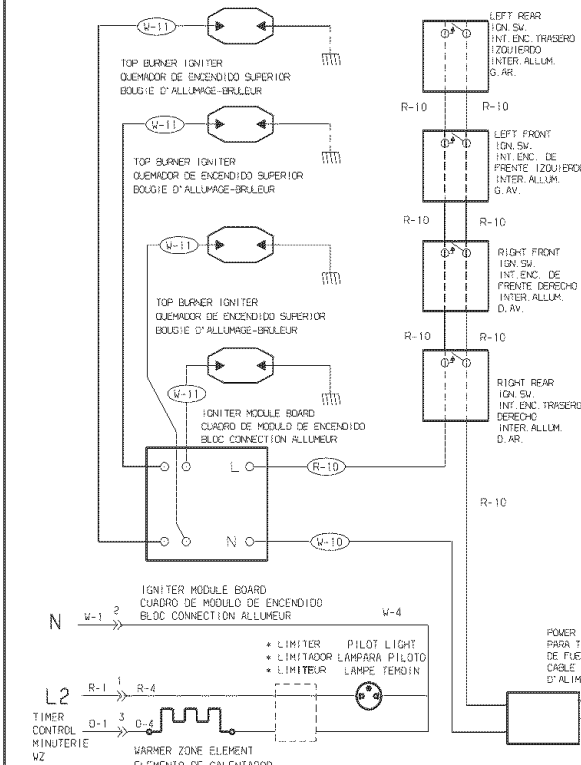 W-11
TOP BURNER IGNITER
QUEMADOR DE ENCENDIDO SUPERIOR
BOUGIE D'ALLUMAGE-BRULEUR
W-11
TOP BURNER IGNITER
QUEMADOR DE ENCENDIDO SUPERIOR
BOUGIE D'ALLUMAGE-BRULEUR
W-11
TOP BURNER IGNITER
QUEMADOR DE ENCENDIDO SUPERIOR
BOUGIE D'ALLUMAGE-BRULEUR
W-11
IGNITER MODULE BOARD
CUADRO DE MODULO DE ENCENDIDO
BLOC CONNECTION ALLUMEUR
LEFT REAR
IGN. SW.
INT. ENC. TRASERO
IZQUIERDO
INTER. ALLUM.
G. AR.
R-10 R-10
LEFT FRONT
IGN. SW.
INT. ENC. DE
FRENTE IZQUIERDO
INTER. ALLUM.
G. AV.
R-10 R-10
RIGHT FRONT
IGN. SW.
INT. ENC. DE
FRENTE DERECHO
INTER. ALLUM.
D. AV.
R-10 R-10
RIGHT REAR
IGN. SW.
INT. ENC. TRASERO
DERECHO
INTER. ALLUM.
D. AR.
R-10
L R-10
N W-10
IGNITER MODULE BOARD
CUADRO DE MODULO DE ENCENDIDO
BLOC CONNECTION ALLUMEUR
N W-1 2 W-4
* LIMITER PILOT LIGHT
* LIMITADOR LAMPARA PILOTO
* LIMITEUR LAMPE TEMOIN
L2 R-1 1 R-4
TIMER
CONTROL
MINUTERIE
WZ
O-1 3 O-4
WARMER ZONE ELEMENT
ELEMENTO DE CALENTADOR
POWER
PARA T
DE FUE
CABLE
D'ALIM